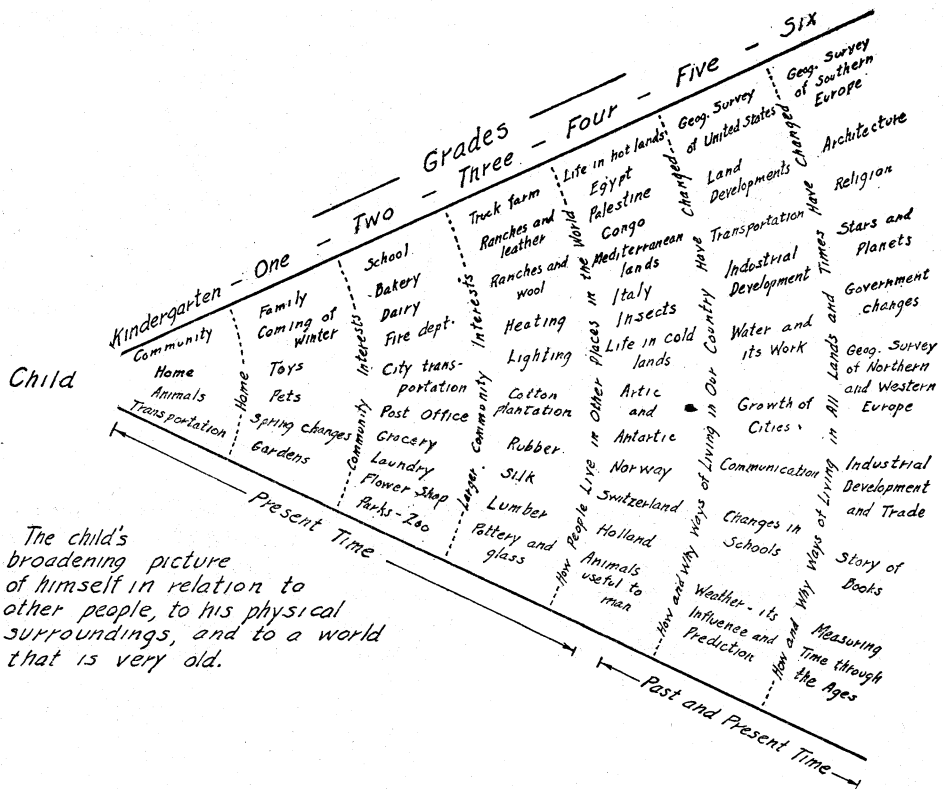 Grades
Kindergarten - One - Two - Three - Four - Five - Six
Child
Community
Home
Animals
Transportation
Home
Family
Coming of
winter
Toys
Pets
Spring changes
Gardens
Community Interests
School
Bakery
Dairy
Fire dept.
City trans-
portation
Post Office
Grocery
Laundry
Flower Shop
Parks - Zoo
Larger Community Interests
Truck farm
Ranches and
leather
Ranches and
wool
Heating
Lighting
Cotton
plantation
Rubber
Silk
Lumber
Pottery and
glass
How People Live in Other Places in the World
Life in hot lands
Egypt
Palestine
Congo
Mediterranean
lands
Italy
Insects
Life in cold
lands
Artic
and
Antartic
Norway
Switzerland
Holland
Animals
useful to
man
How and Why Ways of Living in Our Country Have Changed
Geog. Survey
of United States
Land
Developments
Transportation
Industrial
Development
Water and
its Work
Growth of
Cities.
Communication
Changes in
Schools
Weather - its
Influence and
Prediction
How and Why Ways of Living in All Lands and Times Have Changed
Geog. Survey
of Southern
Europe
Architecture
Religion
Stars and
Planets
Government
changes
Geog. Survey
of Northern
and Western
Europe
Industrial
Development
and Trade
Story of
Books
Measuring
Time through
the Ages
Present Time
Past and Present Time
The child's
broadening picture
of himself in relation to
other people, to his physical
surroundings, and to a world
that is very old.